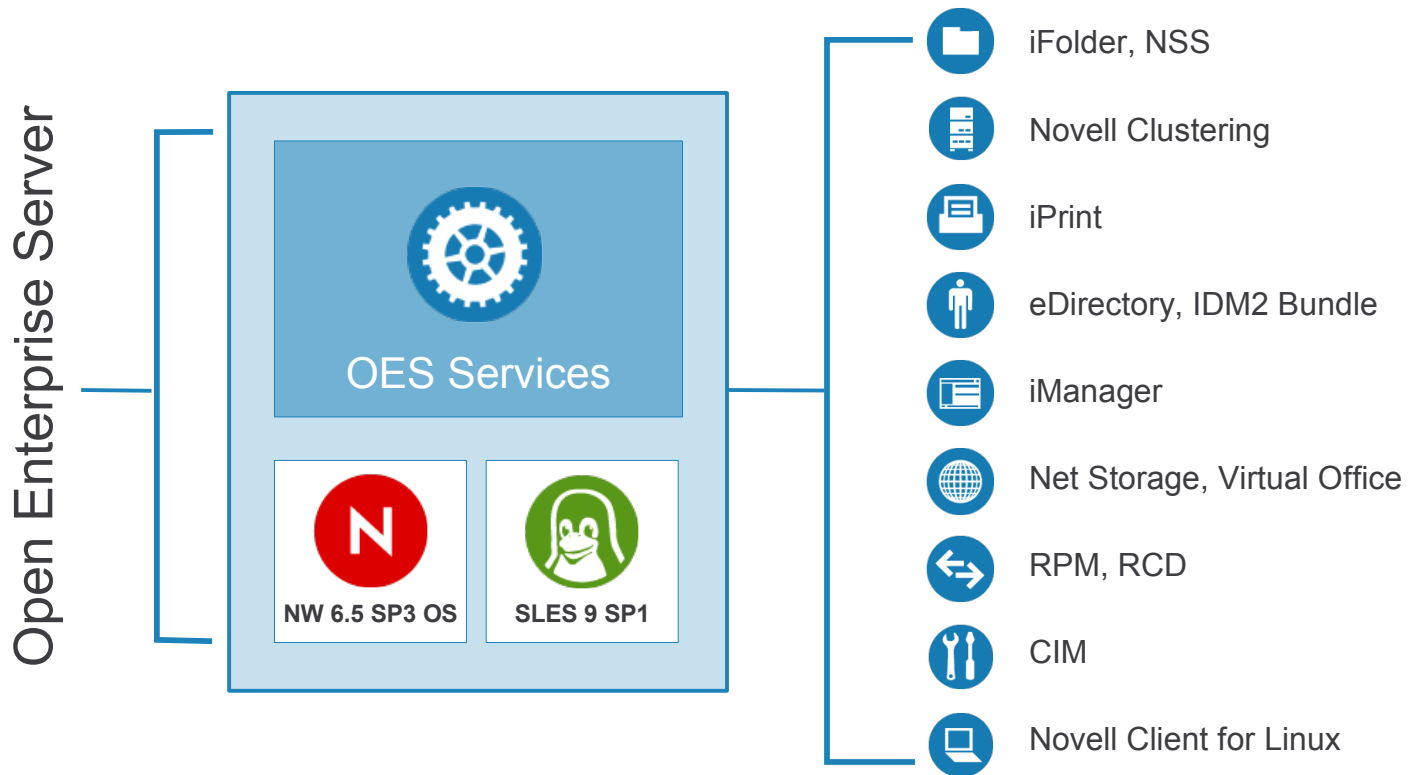 Open Enterprise Server
OES Services
N
NW 6.5 SP3 OS
SLES 9 SP1
iFolder, NSS
Novell Clustering
iPrint
eDirectory, IDM2 Bundle
iManager
Net Storage, Virtual Office
RPM, RCD
CIM
Novell Client for Linux